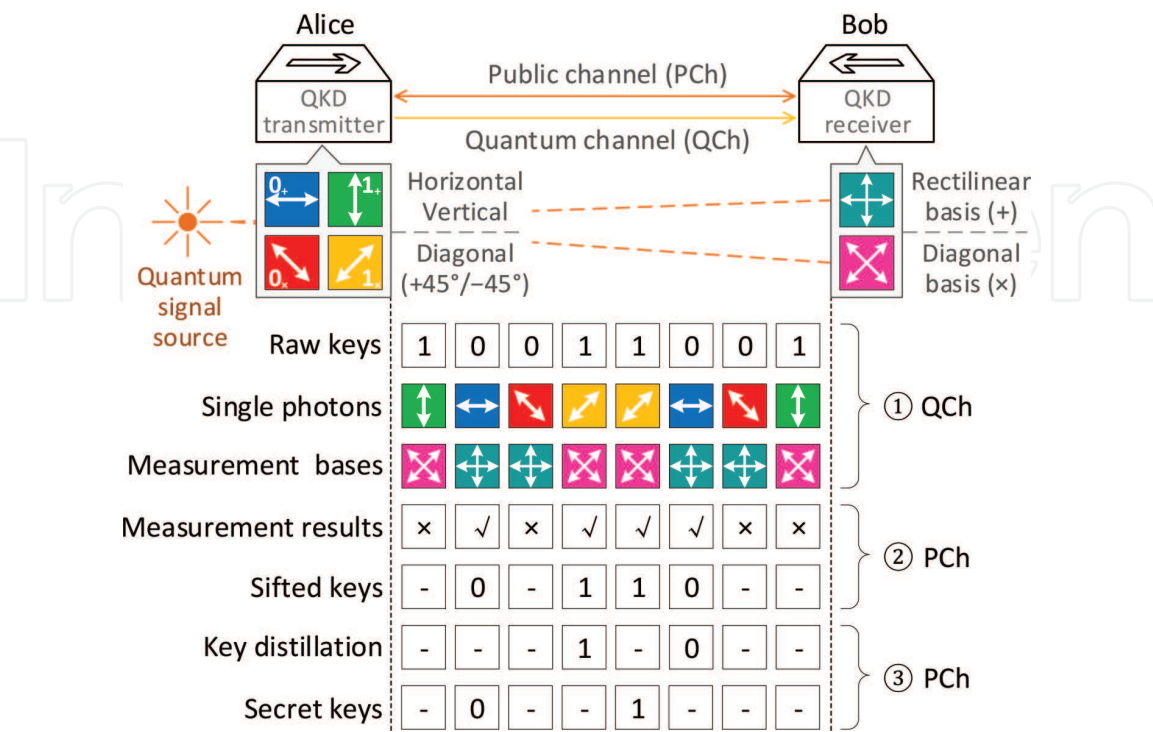 Alice
Bob
Public channel (PCh)
QKD
transmitter
QKD
receiver
Quantum channel (QCh)
0+
1+
0×
1×
Horizontal
Vertical
Diagonal
(+45°/−45°)
Rectilinear
basis (+)
Diagonal
basis (×)
Quantum
signal
source
Raw keys 1 0 0 1 1 0 0 1
Single photons
① QCh
Measurement bases
Measurement results × √ × √ √ √ × ×
② PCh
Sifted keys - 0 - 1 1 0 - -
Key distillation - - - 1 - 0 - -
③ PCh
Secret keys - 0 - - 1 - - -